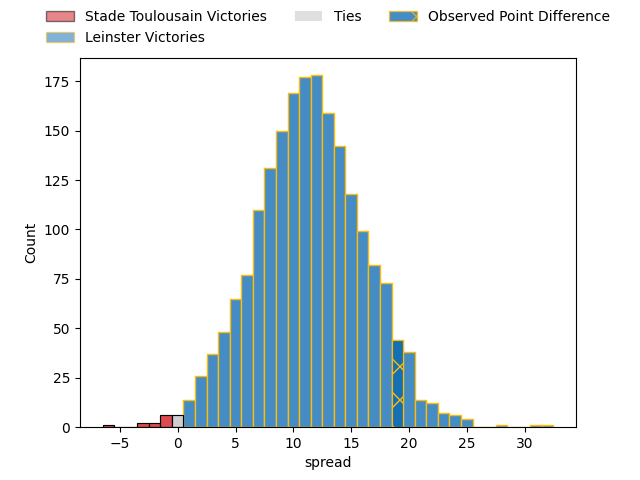 Stade Toulousain Victories
Ties
Observed Point Difference
Leinster Victories
175
150
125
100
75
50
25
0
Count
−5
0
5
10
15
20
25
30
spread